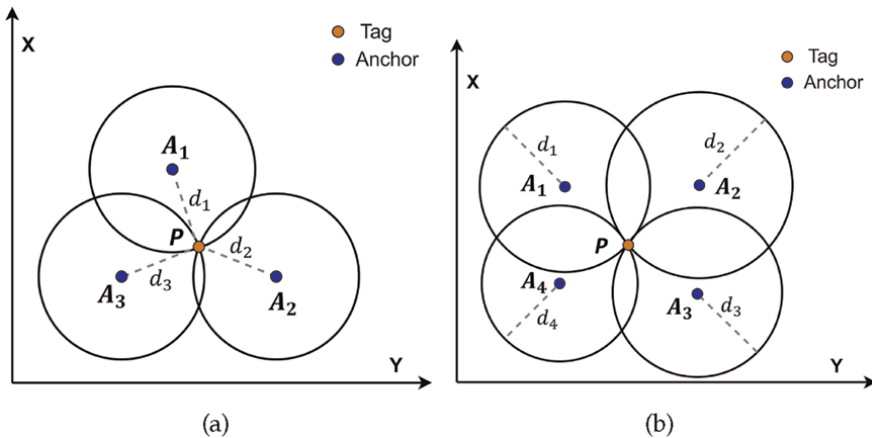 X
Tag
Anchor
A₁
d₁
P
d₂
d₃
A₃
A₂
Y
(a)
X
Tag
Anchor
d₁
d₂
A₁
A₂
P
A₄
A₃
d₃
d₄
Y
(b)